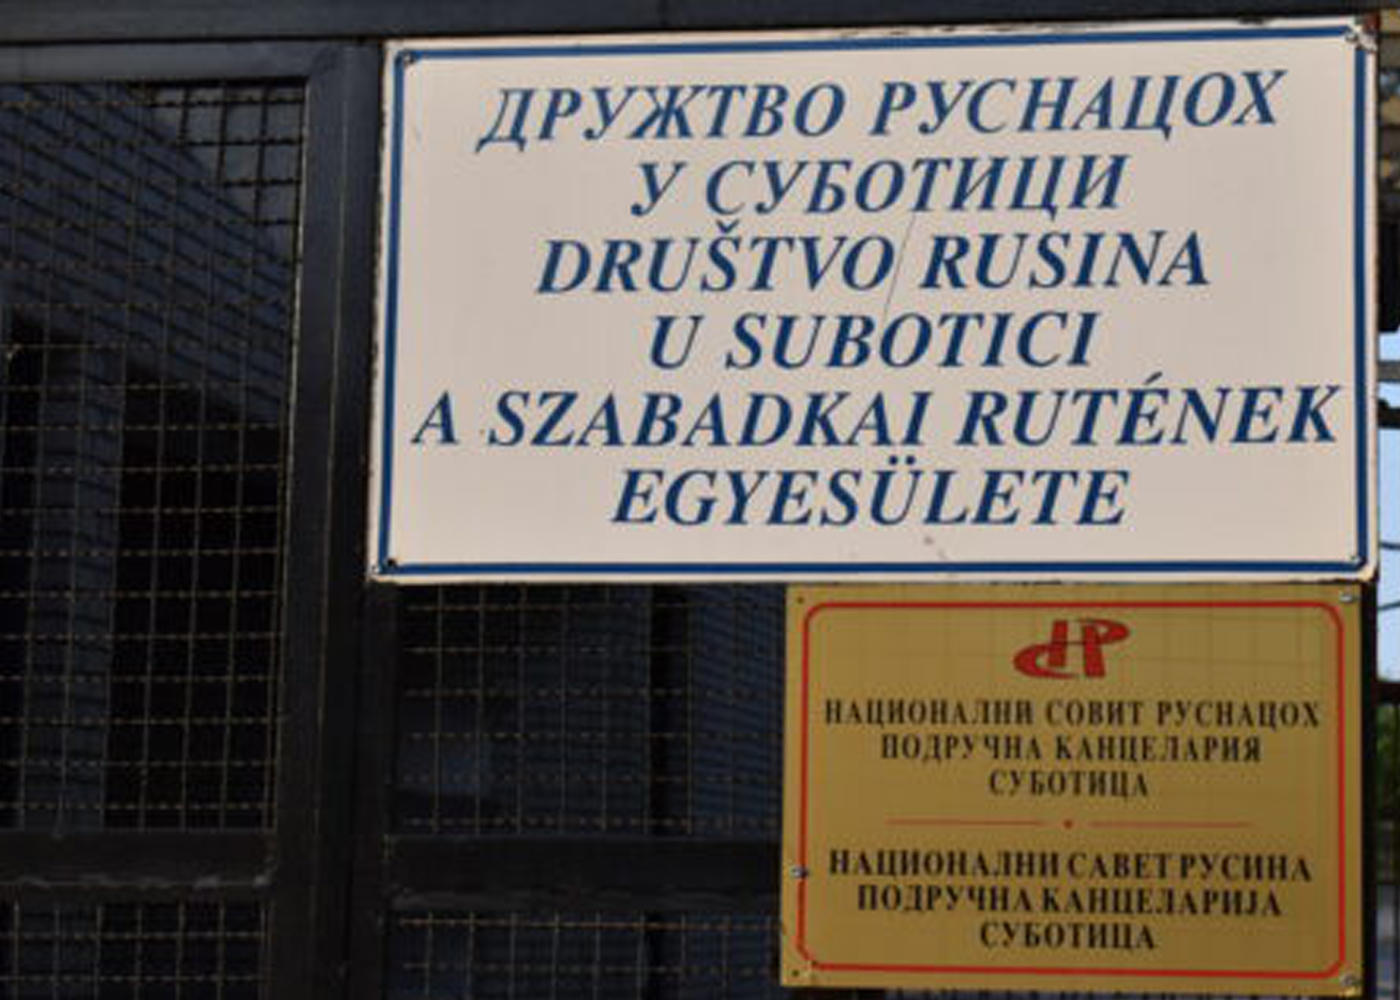 ДРУЖТВО РУСНАЦОХ
У СУБОТИЦИ
DRUŠTVO RUSINA
U SUBOTICI
A SZABADKAI RUTÉNEK
EGYESÜLETE
НАЦИОНАЛНИ СОВИТ РУСНАЦОХ
ПОДРУЧНА КАНЦЕЛАРИЯ
СУБОТИЦА
НАЦИОНАЛНИ САВЕТ РУСИНА
ПОДРУЧНА КАНЦЕЛАРИЈА
СУБОТИЦА